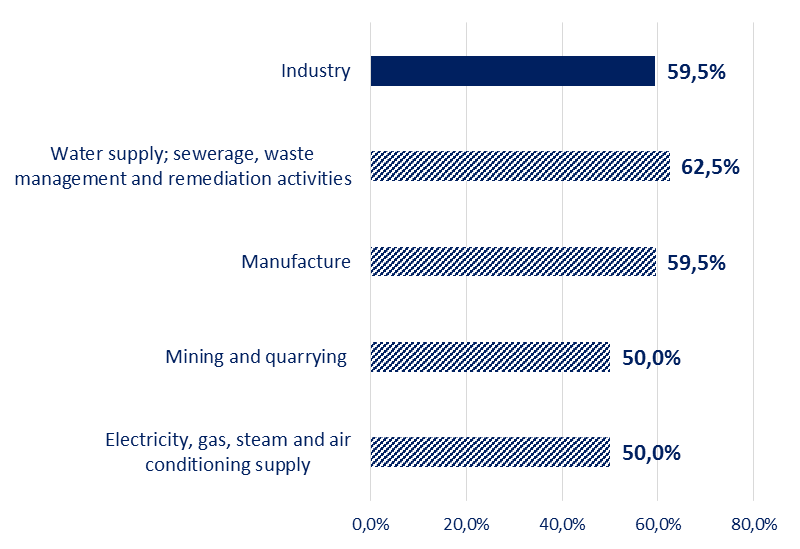 Industry
59,5%
Water supply; sewerage, waste
management and remediation activities
62,5%
Manufacture
59,5%
Mining and quarrying
50,0%
Electricity, gas, steam and air
conditioning supply
50,0%
0,0% 20,0% 40,0% 60,0% 80,0%